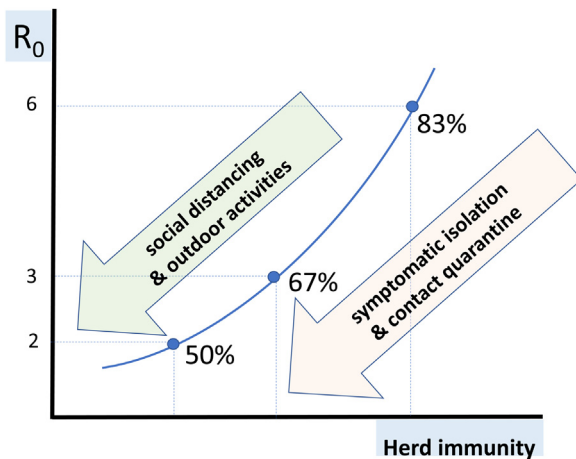 R0
6
83%
social distancing
& outdoor activities
symptomatic isolation
& contact quarantine
3
67%
2
50%
Herd immunity